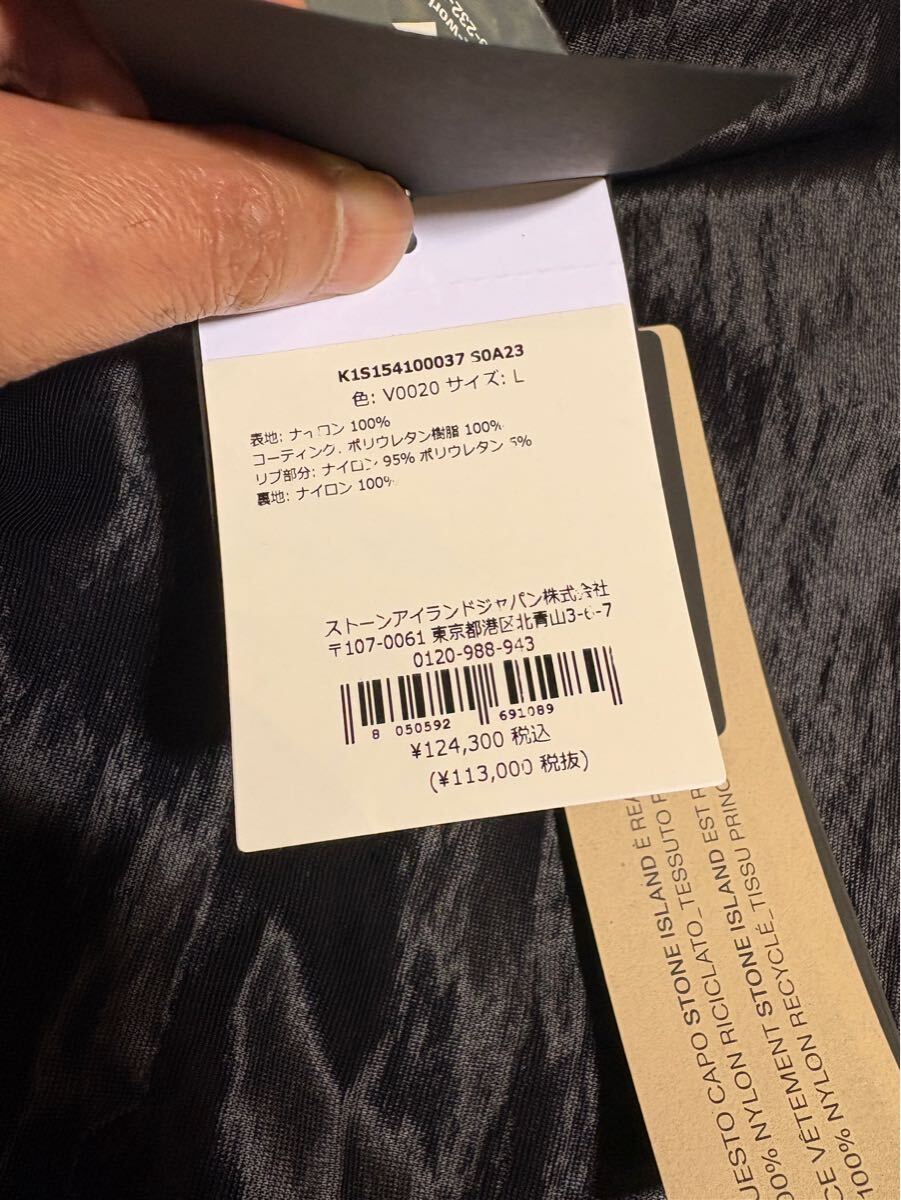 K1S154100037 S0A23
色: V0020 サイズ: L
表地: ナイロン 100%
コーティング: ポリウレタン樹脂 100%
リブ部分: ナイロン 95% ポリウレタン 5%
裏地: ナイロン 100%
ストーンアイランドジャパン株式会社
〒107-0061 東京都港区北青山3-6-7
0120-988-943
8 050592 691089
¥124,300 税込
(¥113,000 税抜)
UESTO CAPO STONE ISLAND È REA
00% NYLON RICICLATO_TESSUTO
CE VÊTEMENT STONE ISLAND EST
100% NYLON RECYCLÉ_TISSU PRINC